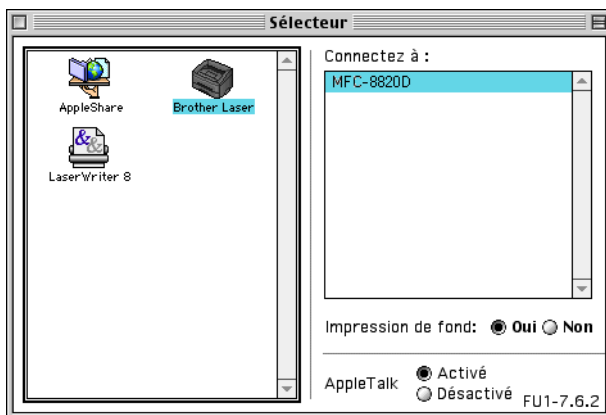 Sélecteur
AppleShare
Brother Laser
LaserWriter 8
Connectez à :
MFC-8820D
Impression de fond: Oui Non
AppleTalk
Activé
Désactivé
FU1-7.6.2